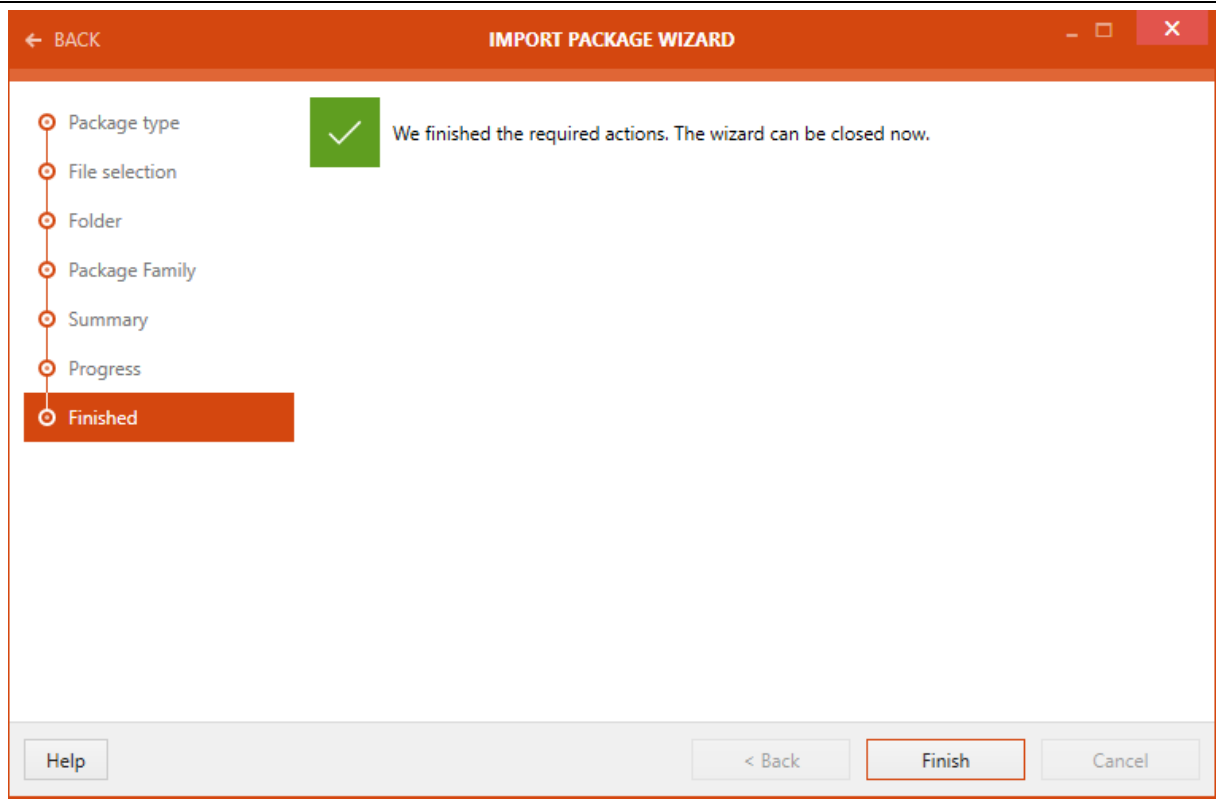 BACK
IMPORT PACKAGE WIZARD
Package type
File selection
Folder
Package Family
Summary
Progress
Finished
We finished the required actions. The wizard can be closed now.
Help
< Back
Finish
Cancel